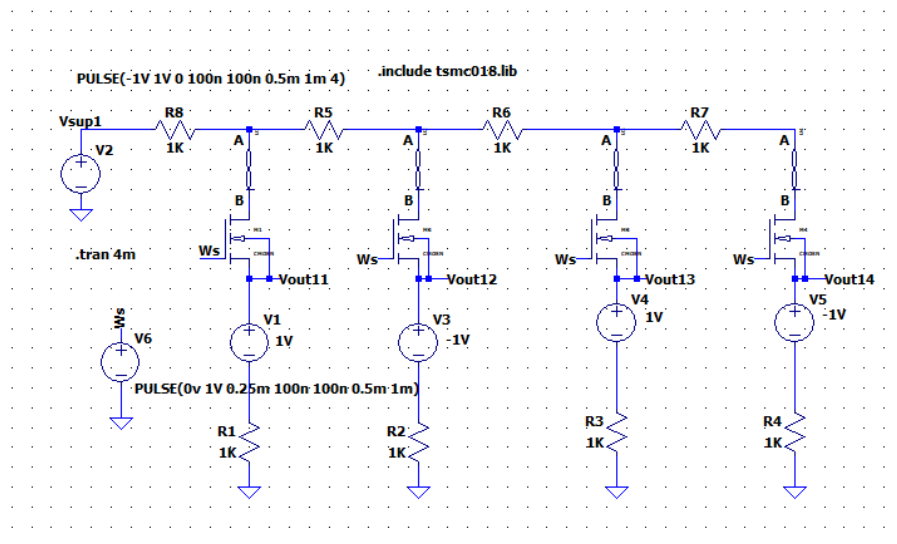 PULSE(-1V 1V 0 100n 100n 0.5m 1m 4)
.include tsmc018.lib
Vsup1
R8
1K
R5
1K
R6
1K
R7
1K
V2
A
A
A
A
B
B
B
B
M1
Ws
Ws
Ws
Ws
.tran 4m
Vout11
Vout12
Vout13
Vout14
Ws
V6
V1
1V
V3
-1V
V4
1V
V5
-1V
PULSE(0v 1V 0.25m 100n 100n 0.5m 1m)
R1
1K
R2
1K
R3
1K
R4
1K